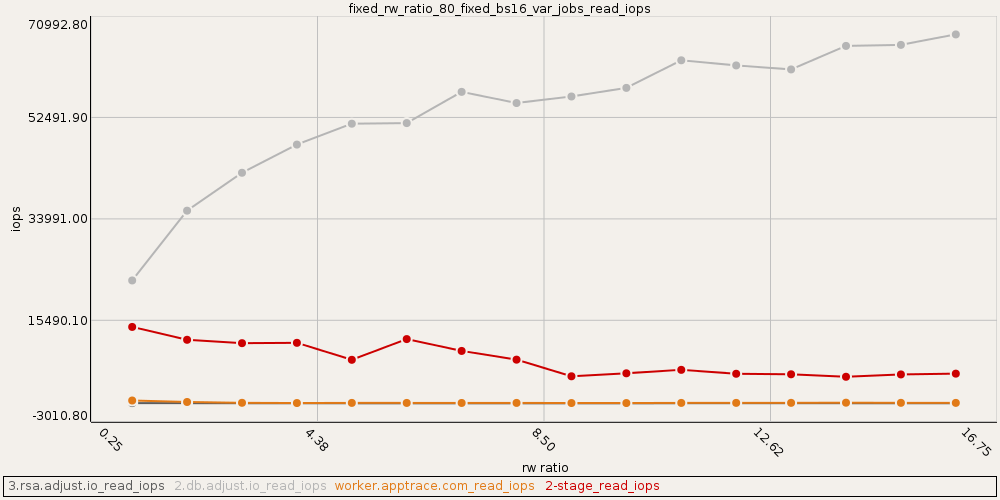 fixed_rw_ratio_80_fixed_bs16_var_jobs_read_iops
70992.80
52491.90
33991.00
15490.10
-3010.80
iops
0.25
4.38
8.50
12.62
16.75
rw ratio
3.rsa.adjust.io_read_iops 2.db.adjust.io_read_iops worker.apptrace.com_read_iops 2-stage_read_iops